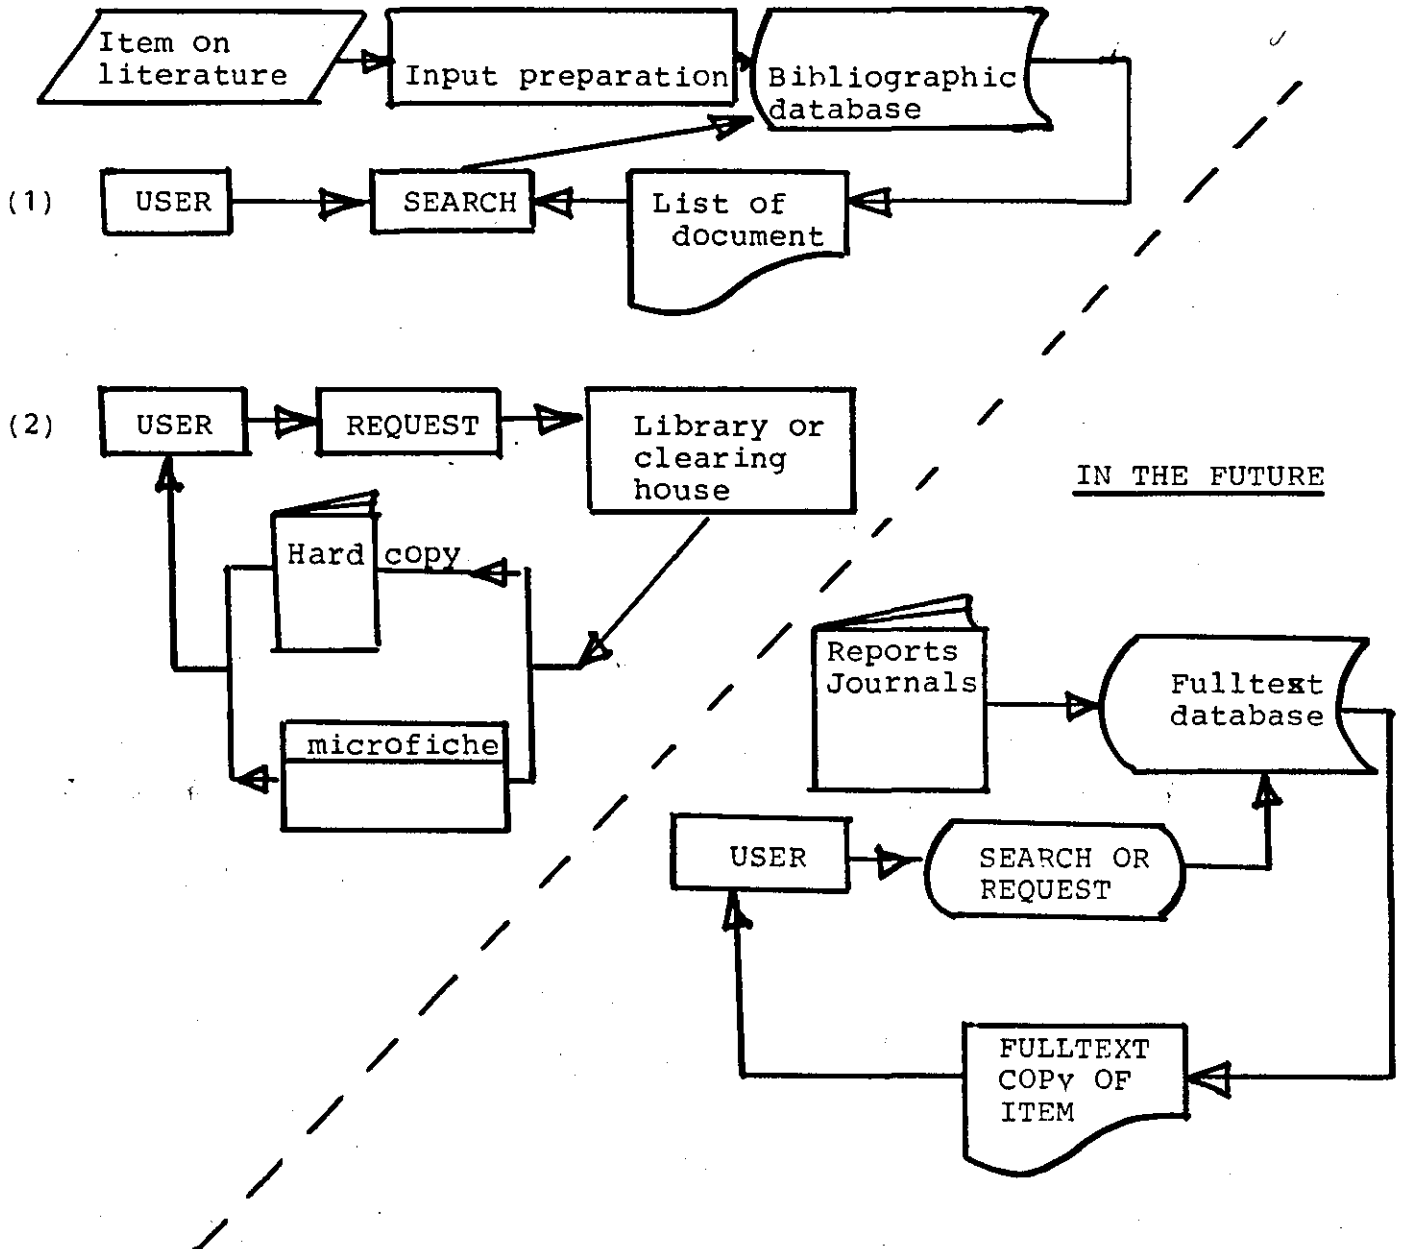 Item on
literature
Input preparation
Bibliographic
database
(1)
USER
SEARCH
List of
document
(2)
USER
REQUEST
Library or
clearing
house
IN THE FUTURE
Hard copy
microfiche
Reports
Journals
Fulltext
database
USER
SEARCH OR
REQUEST
FULLTEXT
COPY OF
ITEM